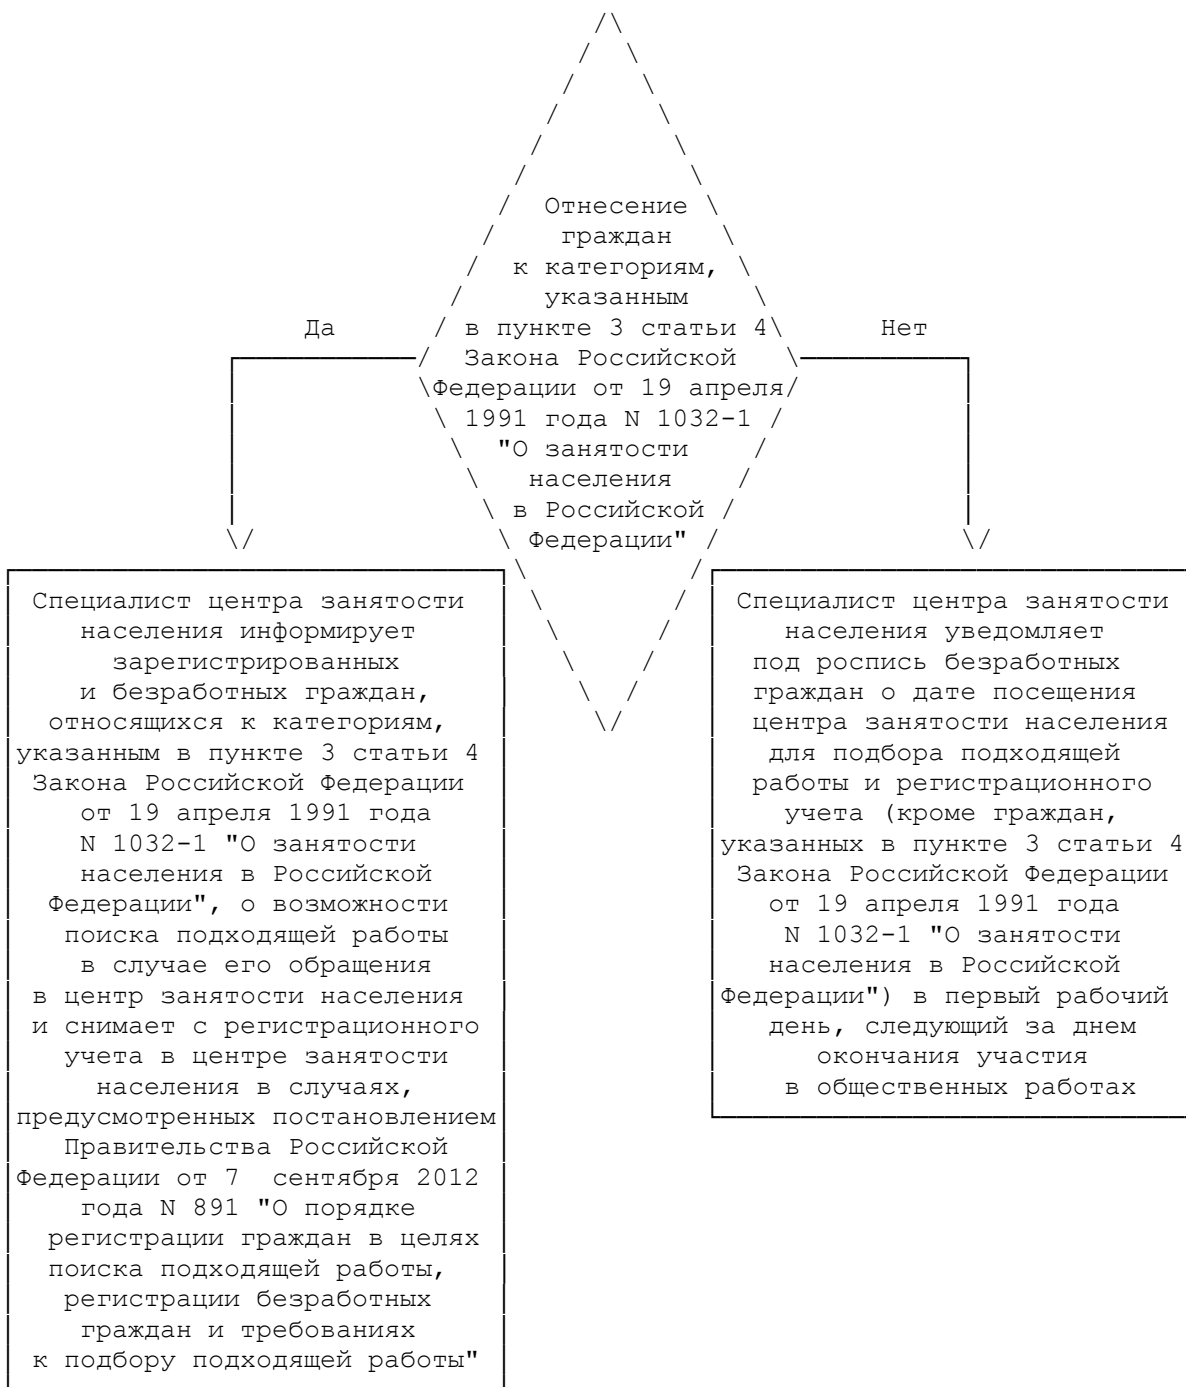 Отнесение
граждан
к категориям,
указанным
в пункте 3 статьи 4
Закона Российской
Федерации от 19 апреля
1991 года N 1032-1
"О занятости
населения
в Российской
Федерации"
Да
Нет
Специалист центра занятости
населения информирует
зарегистрированных
и безработных граждан,
относящихся к категориям,
указанным в пункте 3 статьи 4
Закона Российской Федерации
от 19 апреля 1991 года
N 1032-1 "О занятости
населения в Российской
Федерации", о возможности
поиска подходящей работы
в случае его обращения
в центр занятости населения
и снимает с регистрационного
учета в центре занятости
населения в случаях,
предусмотренных постановлением
Правительства Российской
Федерации от 7  сентября 2012
года N 891 "О порядке
регистрации граждан в целях
поиска подходящей работы,
регистрации безработных
граждан и требованиях
к подбору подходящей работы"
Специалист центра занятости
населения уведомляет
под роспись безработных
граждан о дате посещения
центра занятости населения
для подбора подходящей
работы и регистрационного
учета (кроме граждан,
указанных в пункте 3 статьи 4
Закона Российской Федерации
от 19 апреля 1991 года
N 1032-1 "О занятости
населения в Российской
Федерации") в первый рабочий
день, следующий за днем
окончания участия
в общественных работах